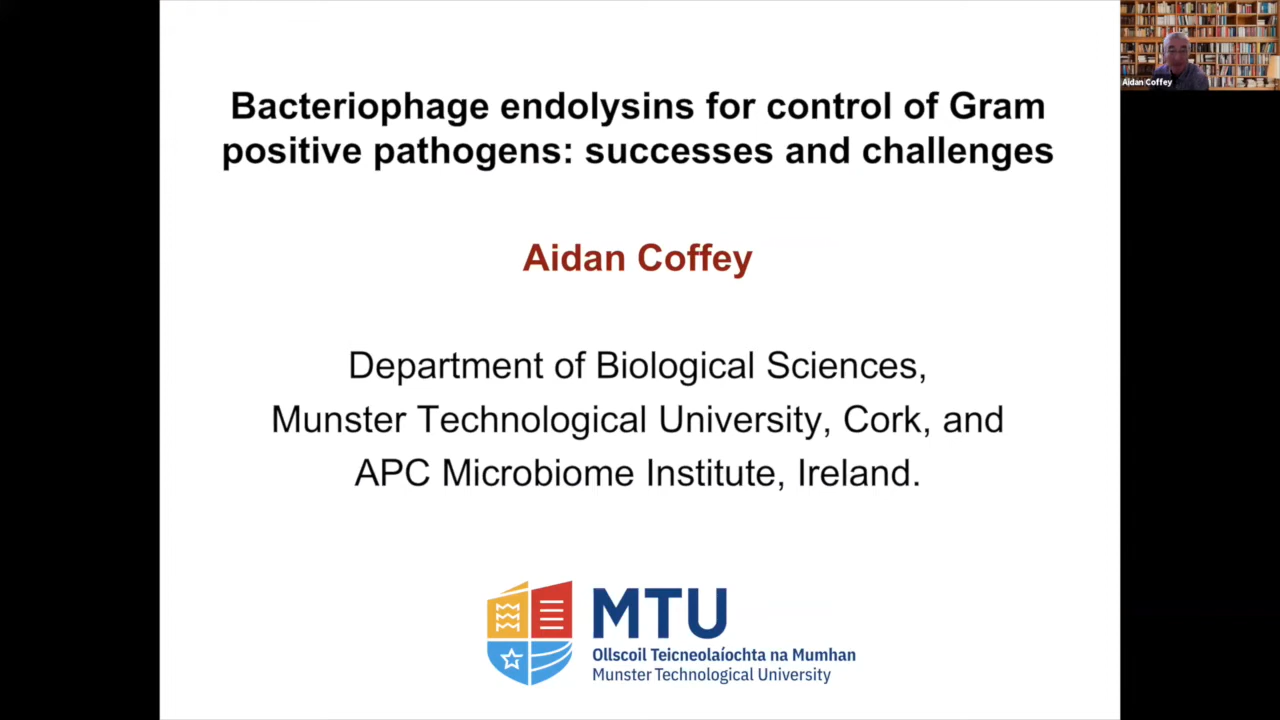 Bacteriophage endolysins for control of Gram
positive pathogens: successes and challenges
Aidan Coffey
Department of Biological Sciences,
Munster Technological University, Cork, and
APC Microbiome Institute, Ireland.
MTU
Ollscoil Teicneolaíochta na Mumhan
Munster Technological University
Aidan Coffey